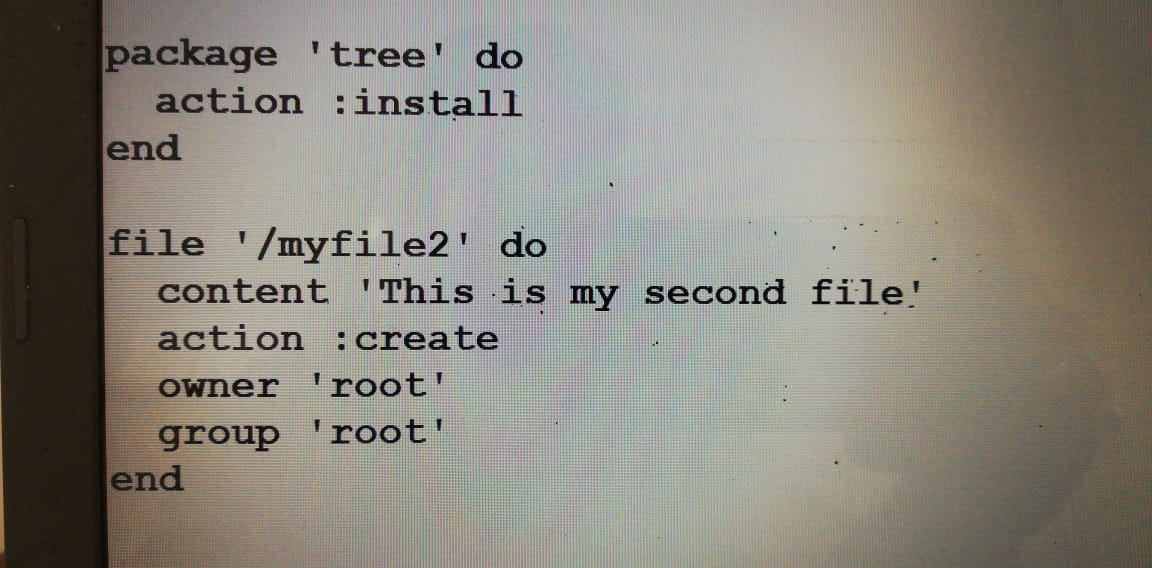 package 'tree' do
  action :install
end

file '/myfile2' do
  content 'This is my second file'
  action :create
  owner 'root'
  group 'root'
end